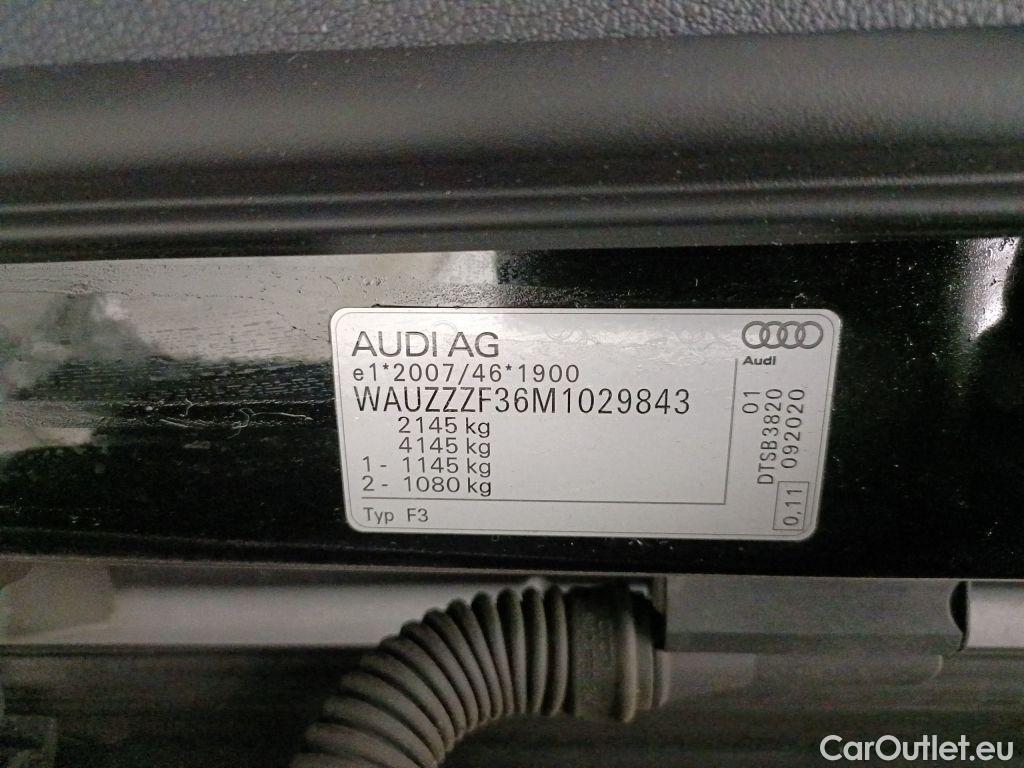 AUDI AG
e1*2007/46*1900
WAUZZZF36M1029843
2145 kg
4145 kg
1 - 1145 kg
2 - 1080 kg
Typ F3
Audi
01
DTSB3820
092020
0,11
CarOutlet.eu